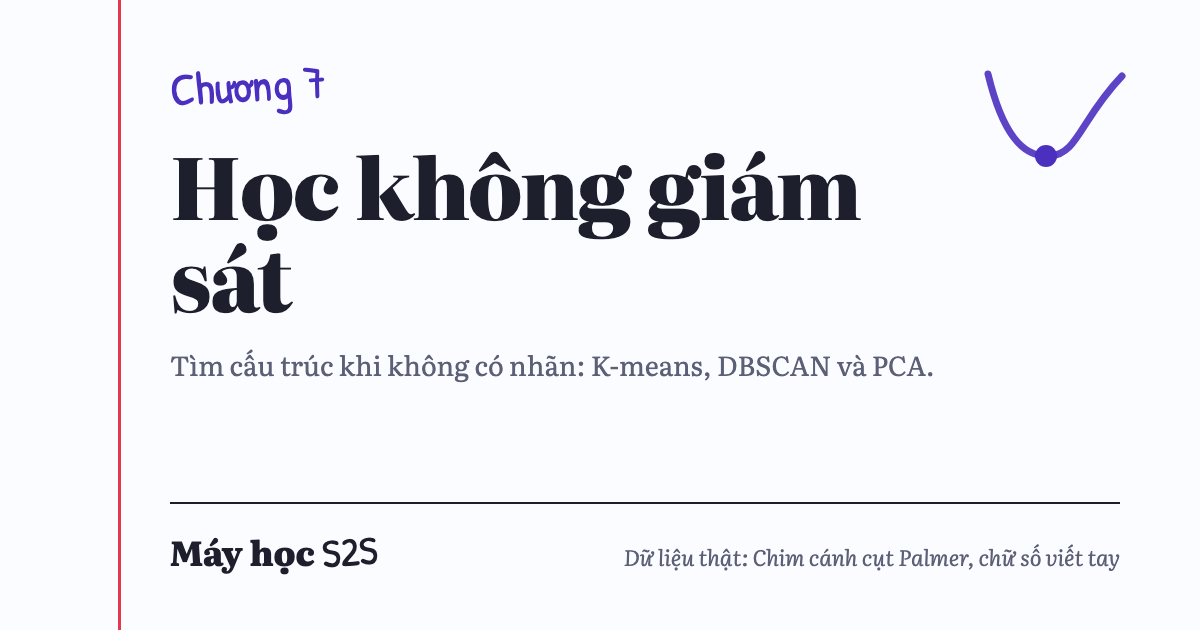 Chương 7
Học không giám
sát
Tìm cấu trúc khi không có nhãn: K-means, DBSCAN và PCA.
Máy học S2S
Dữ liệu thật: Chim cánh cụt Palmer, chữ số viết tay